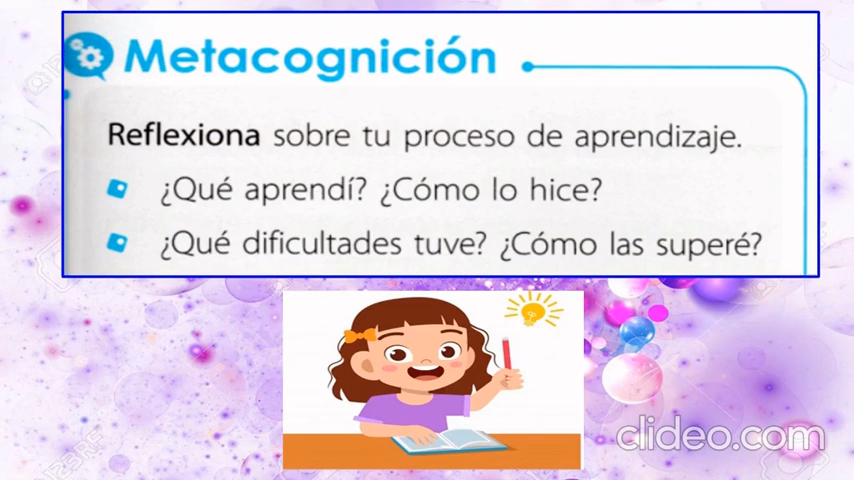 Metacognición
Reflexiona sobre tu proceso de aprendizaje.
¿Qué aprendí? ¿Cómo lo hice?
¿Qué dificultades tuve? ¿Cómo las superé?
clideo.com